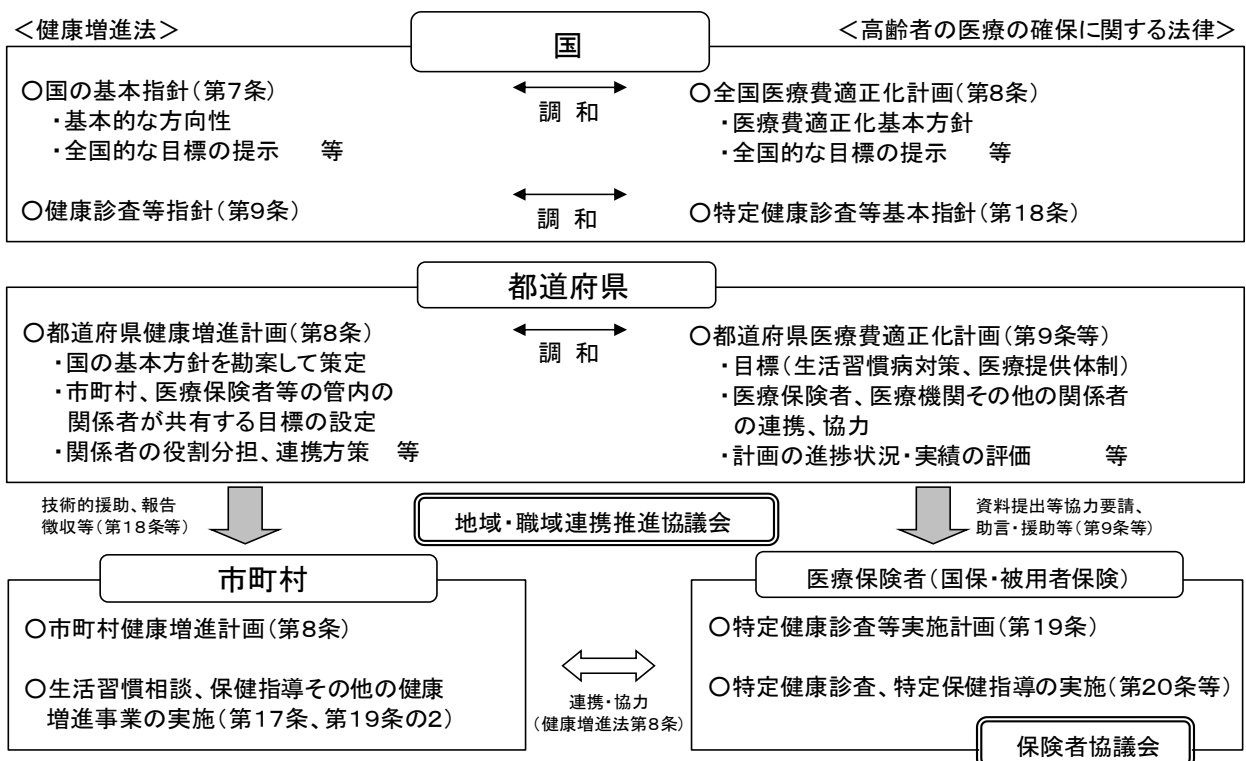 <健康増進法>
国
<高齢者の医療の確保に関する法律>
〇国の基本指針(第7条)
・基本的な方向性
・全国的な目標の提示 等
調 和
〇全国医療費適正化計画(第8条)
・医療費適正化基本方針
・全国的な目標の提示 等
〇健康診査等指針(第9条)
調 和
〇特定健康診査等基本指針(第18条)
都道府県
〇都道府県健康増進計画(第8条)
・国の基本方針を勘案して策定
・市町村、医療保険者等の管内の
関係者が共有する目標の設定
・関係者の役割分担、連携方策 等
調 和
〇都道府県医療費適正化計画(第9条等)
・目標(生活習慣病対策、医療提供体制)
・医療保険者、医療機関その他の関係者
の連携、協力
・計画の進捗状況・実績の評価 等
技術的援助、報告
徴収等(第18条等)
地域・職域連携推進協議会
資料提出等協力要請、
助言・援助等(第9条等)
市町村
〇市町村健康増進計画(第8条)
〇生活習慣相談、保健指導その他の健康
増進事業の実施(第17条、第19条の2)
連携・協力
(健康増進法第8条)
医療保険者(国保・被用者保険)
〇特定健康診査等実施計画(第19条)
〇特定健康診査、特定保健指導の実施(第20条等)
保険者協議会